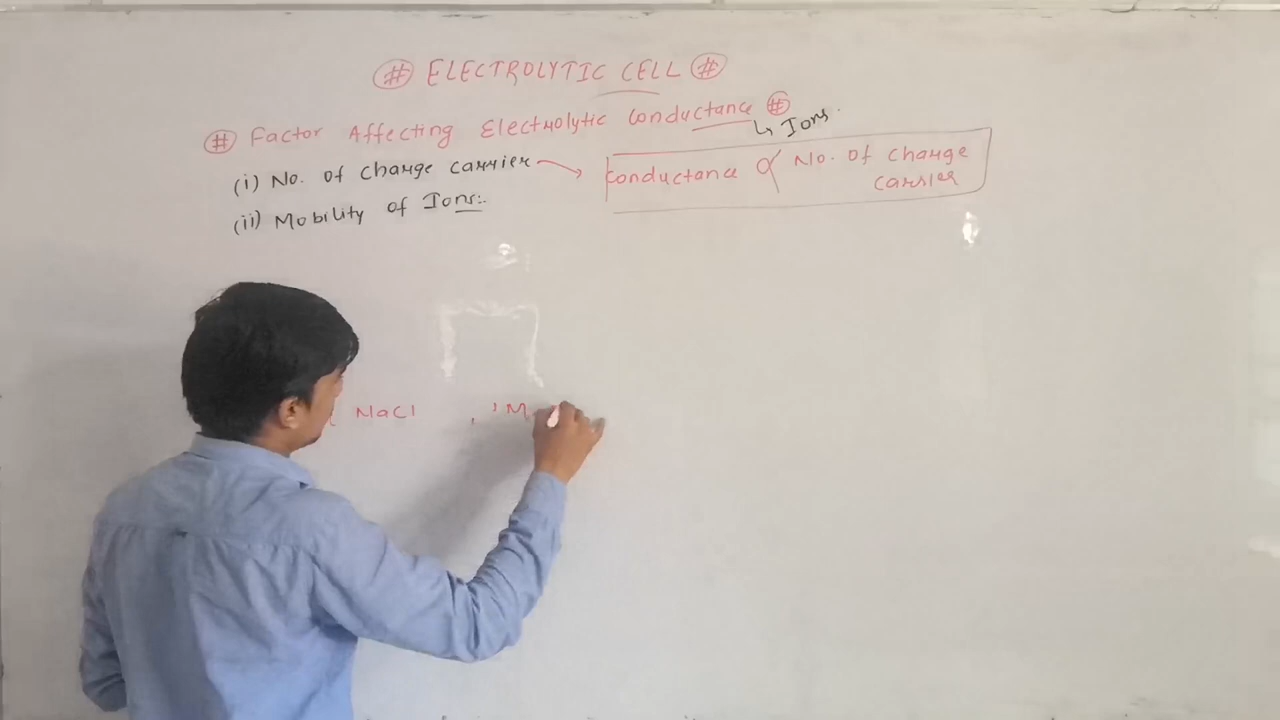 # ELECTROLYTIC CELL #
# Factor Affecting Electrolytic Conductance #
↳ Ions.
(i) No. of charge carrier → Conductance ∝ No. of charge carrier
(ii) Mobility of Ions:.
NaCl , 'M